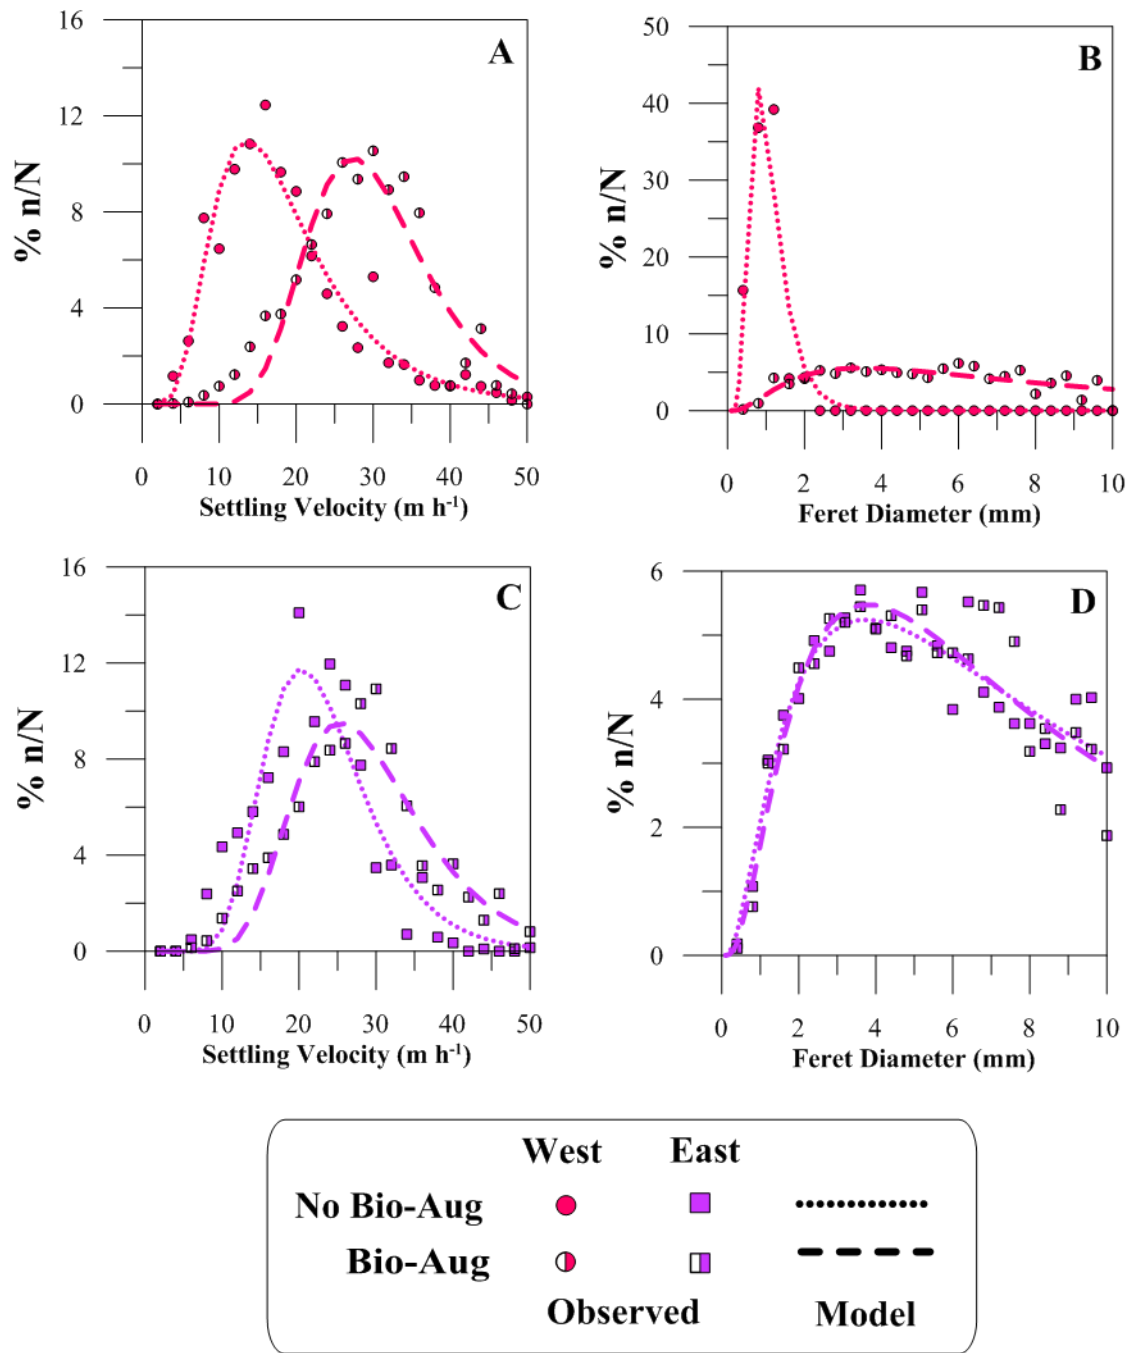 A
16
12
8
4
0
% n/N
0 10 20 30 40 50
Settling Velocity (m h-1)
B
50
40
30
20
10
0
% n/N
0 2 4 6 8 10
Feret Diameter (mm)
C
16
12
8
4
0
% n/N
0 10 20 30 40 50
Settling Velocity (m h-1)
D
6
4
2
0
% n/N
0 2 4 6 8 10
Feret Diameter (mm)
West East
No Bio-Aug
Bio-Aug
Observed Model